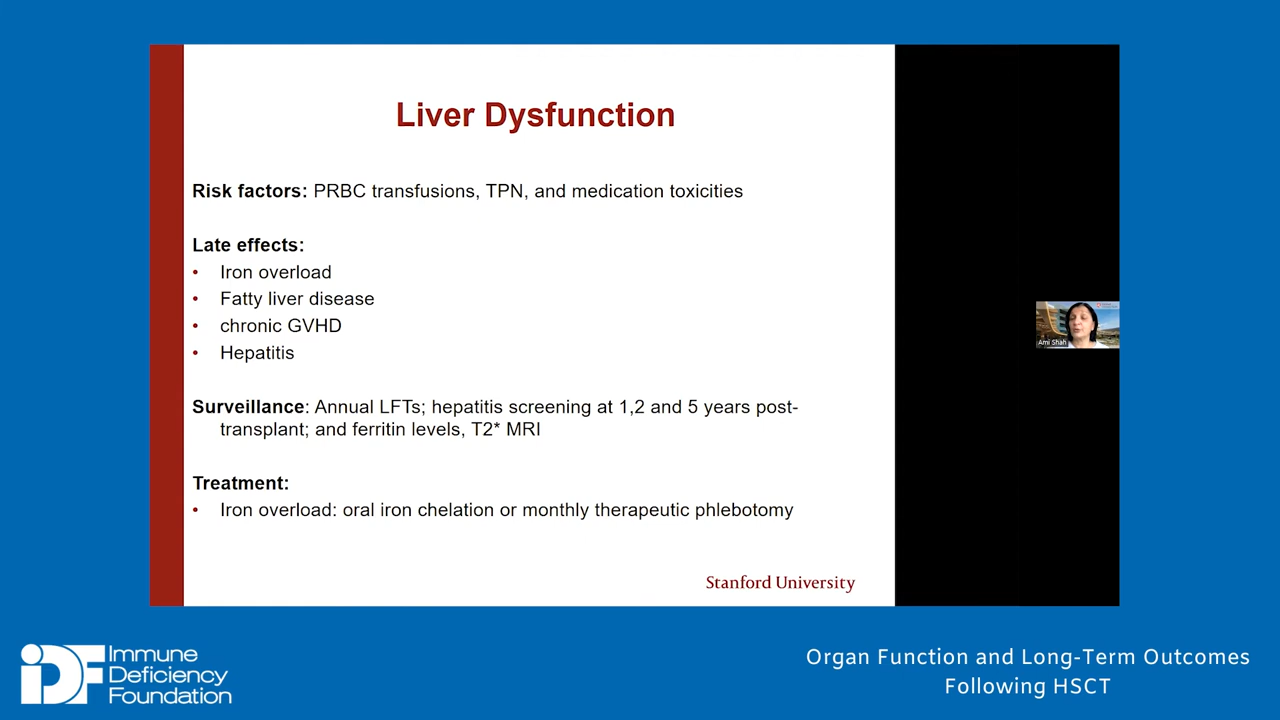 Liver Dysfunction
Risk factors: PRBC transfusions, TPN, and medication toxicities
Late effects:
• Iron overload
• Fatty liver disease
• chronic GVHD
• Hepatitis
Surveillance: Annual LFTs; hepatitis screening at 1,2 and 5 years post-
transplant; and ferritin levels, T2* MRI
Treatment:
• Iron overload: oral iron chelation or monthly therapeutic phlebotomy
Stanford University
Ami Shah
IDF Immune
Deficiency
Foundation
Organ Function and Long-Term Outcomes
Following HSCT